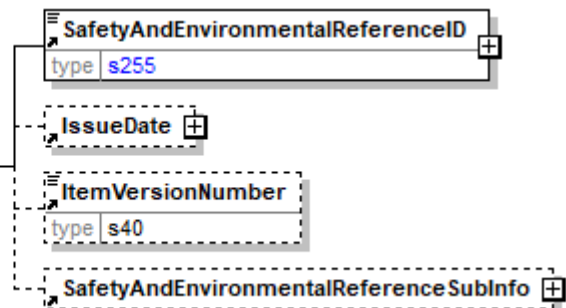 SafetyAndEnvironmentalReferenceID
type s255
IssueDate
ItemVersionNumber
type s40
SafetyAndEnvironmentalReferenceSubInfo